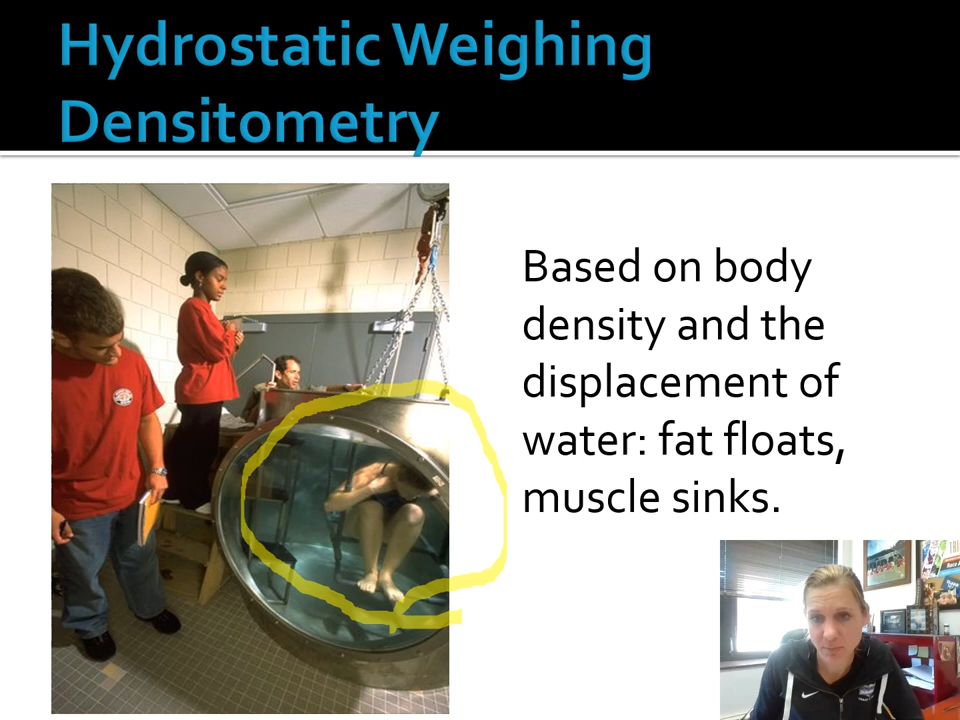 Hydrostatic Weighing
Densitometry
Based on body
density and the
displacement of
water: fat floats,
muscle sinks.